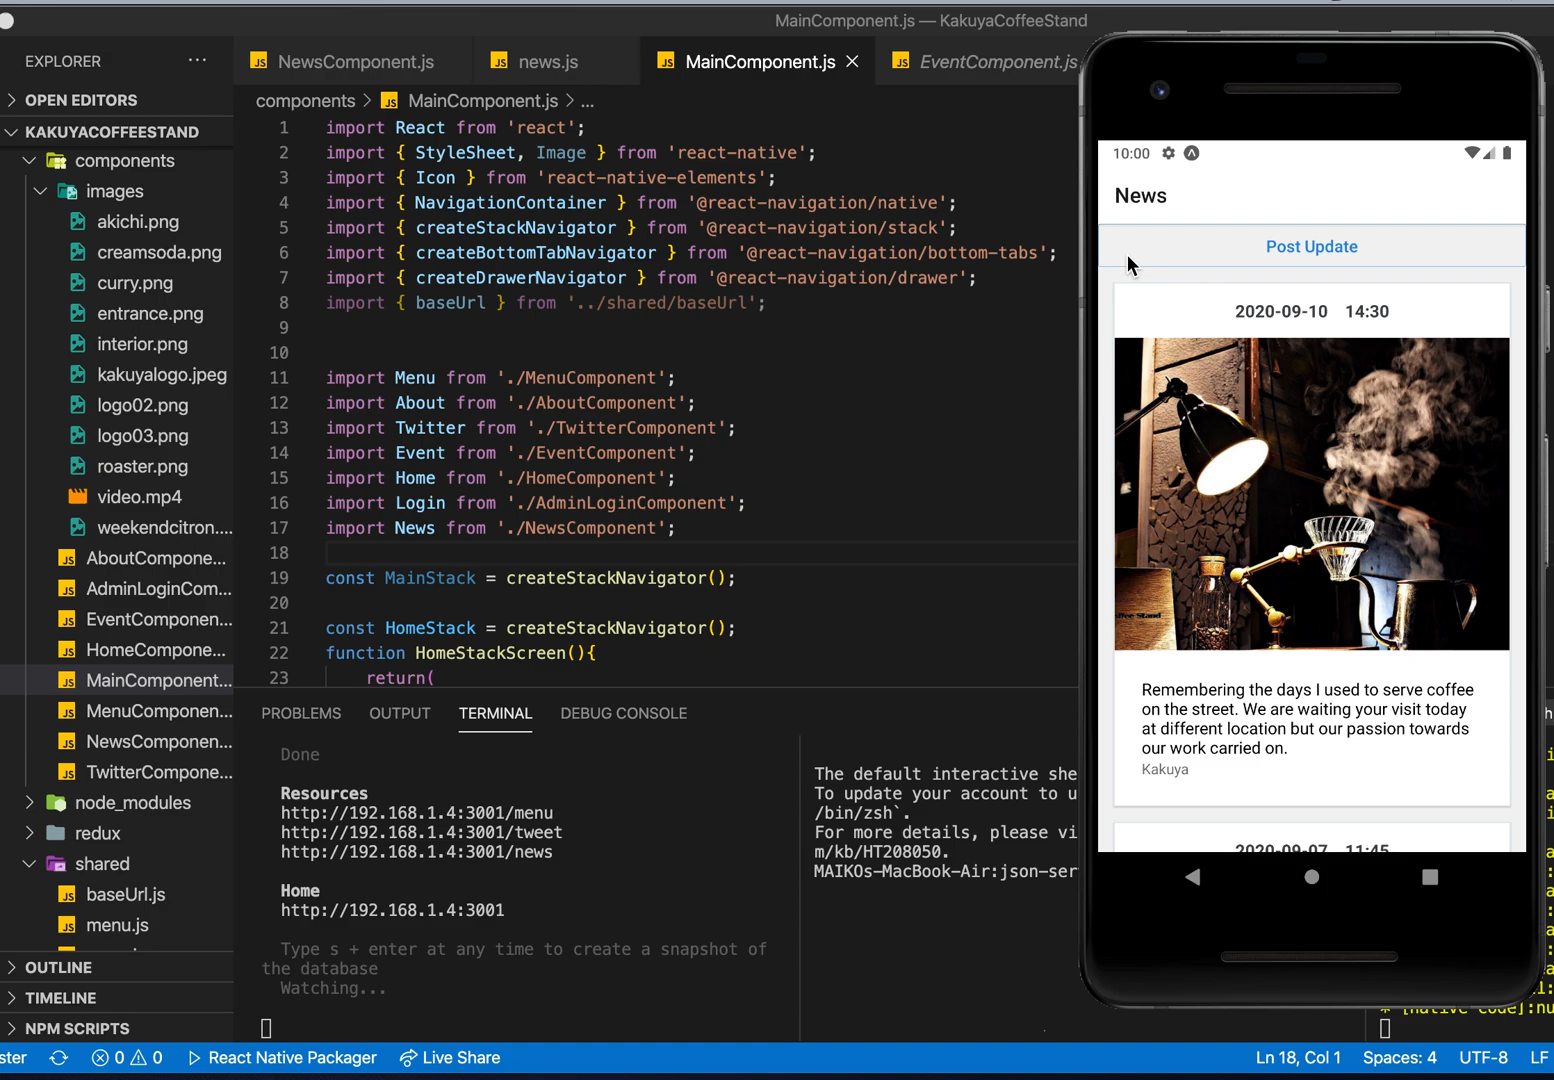 MainComponent.js — KakuyaCoffeeStand
EXPLORER
OPEN EDITORS
KAKUYACOFFEESTAND
components
images
akichi.png
creamsoda.png
curry.png
entrance.png
interior.png
kakuyalogo.jpeg
logo02.png
logo03.png
roaster.png
video.mp4
weekendcitron....
AboutCompone...
AdminLoginCom...
EventComponen...
HomeCompone...
MainComponent...
MenuComponen...
NewsComponen...
TwitterCompone...
node_modules
redux
shared
baseUrl.js
menu.js
OUTLINE
TIMELINE
NPM SCRIPTS
NewsComponent.js
news.js
MainComponent.js
EventComponent.js
components > MainComponent.js > ...
1 import React from 'react';
2 import { StyleSheet, Image } from 'react-native';
3 import { Icon } from 'react-native-elements';
4 import { NavigationContainer } from '@react-navigation/native';
5 import { createStackNavigator } from '@react-navigation/stack';
6 import { createBottomTabNavigator } from '@react-navigation/bottom-tabs';
7 import { createDrawerNavigator } from '@react-navigation/drawer';
8 import { baseUrl } from '../shared/baseUrl';
9
10
11 import Menu from './MenuComponent';
12 import About from './AboutComponent';
13 import Twitter from './TwitterComponent';
14 import Event from './EventComponent';
15 import Home from './HomeComponent';
16 import Login from './AdminLoginComponent';
17 import News from './NewsComponent';
18
19 const MainStack = createStackNavigator();
20
21 const HomeStack = createStackNavigator();
22 function HomeStackScreen(){
23 return(
PROBLEMS OUTPUT TERMINAL DEBUG CONSOLE
Done
Resources
http://192.168.1.4:3001/menu
http://192.168.1.4:3001/tweet
http://192.168.1.4:3001/news
Home
http://192.168.1.4:3001
Type s + enter at any time to create a snapshot of
the database
Watching...
The default interactive she
To update your account to u
/bin/zsh`.
For more details, please vi
m/kb/HT208050.
MAIKOs-MacBook-Air:json-ser
10:00
News
Post Update
2020-09-10 14:30
ffee Stand
Remembering the days I used to serve coffee
on the street. We are waiting your visit today
at different location but our passion towards
our work carried on.
Kakuya
2020-09-07 11:45
ster
0 0
React Native Packager
Live Share
Ln 18, Col 1
Spaces: 4
UTF-8
LF